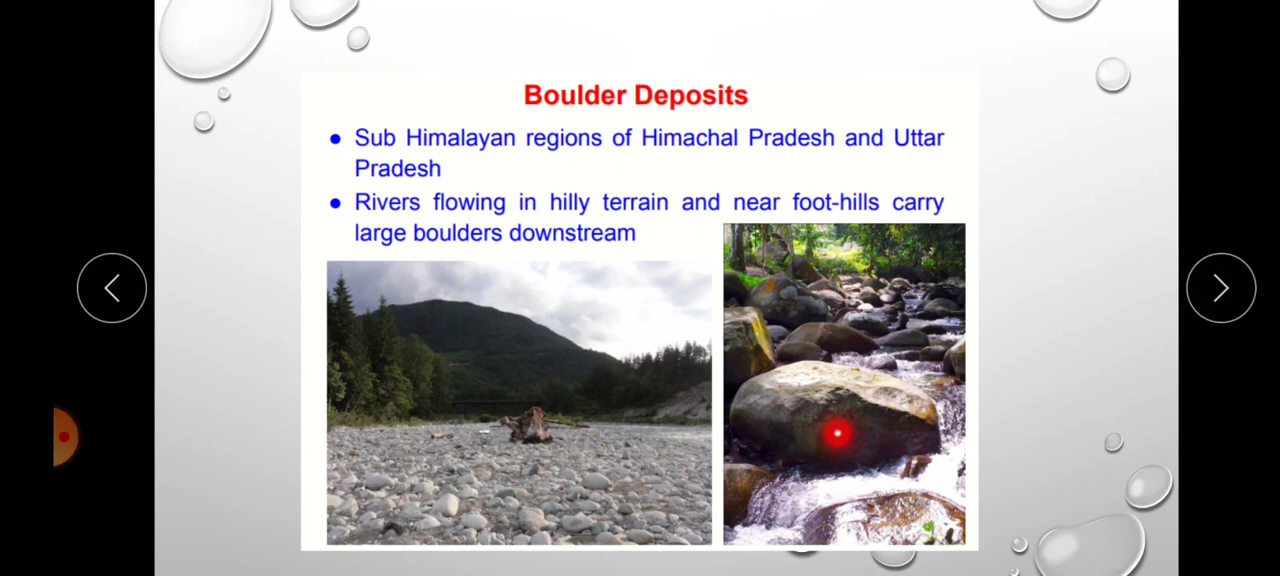 Boulder Deposits
● Sub Himalayan regions of Himachal Pradesh and Uttar
Pradesh
● Rivers flowing in hilly terrain and near foot-hills carry
large boulders downstream